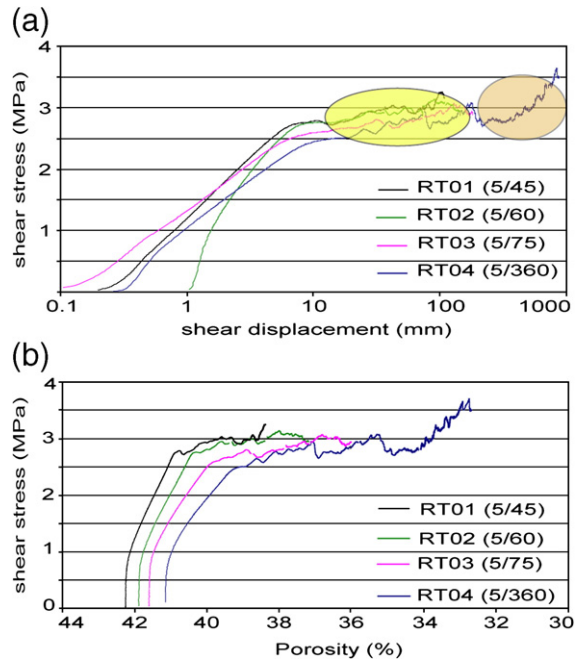 (a)
shear stress (MPa)
4
3
2
1
RT01 (5/45)
RT02 (5/60)
RT03 (5/75)
RT04 (5/360)
0.1 1 10 100 1000
shear displacement (mm)
(b)
shear stress (MPa)
4
3
2
1
0
RT01 (5/45)
RT02 (5/60)
RT03 (5/75)
RT04 (5/360)
44 42 40 38 36 34 32 30
Porosity (%)